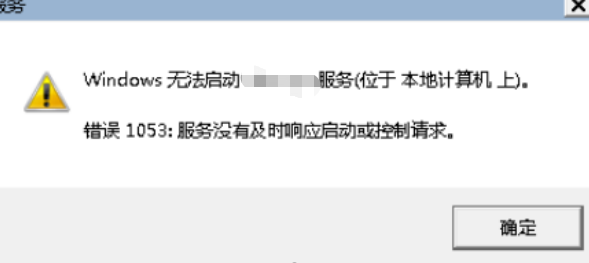 服务
Windows 无法启动 服务(位于 本地计算机 上)。
错误 1053: 服务没有及时响应启动或控制请求。
确定